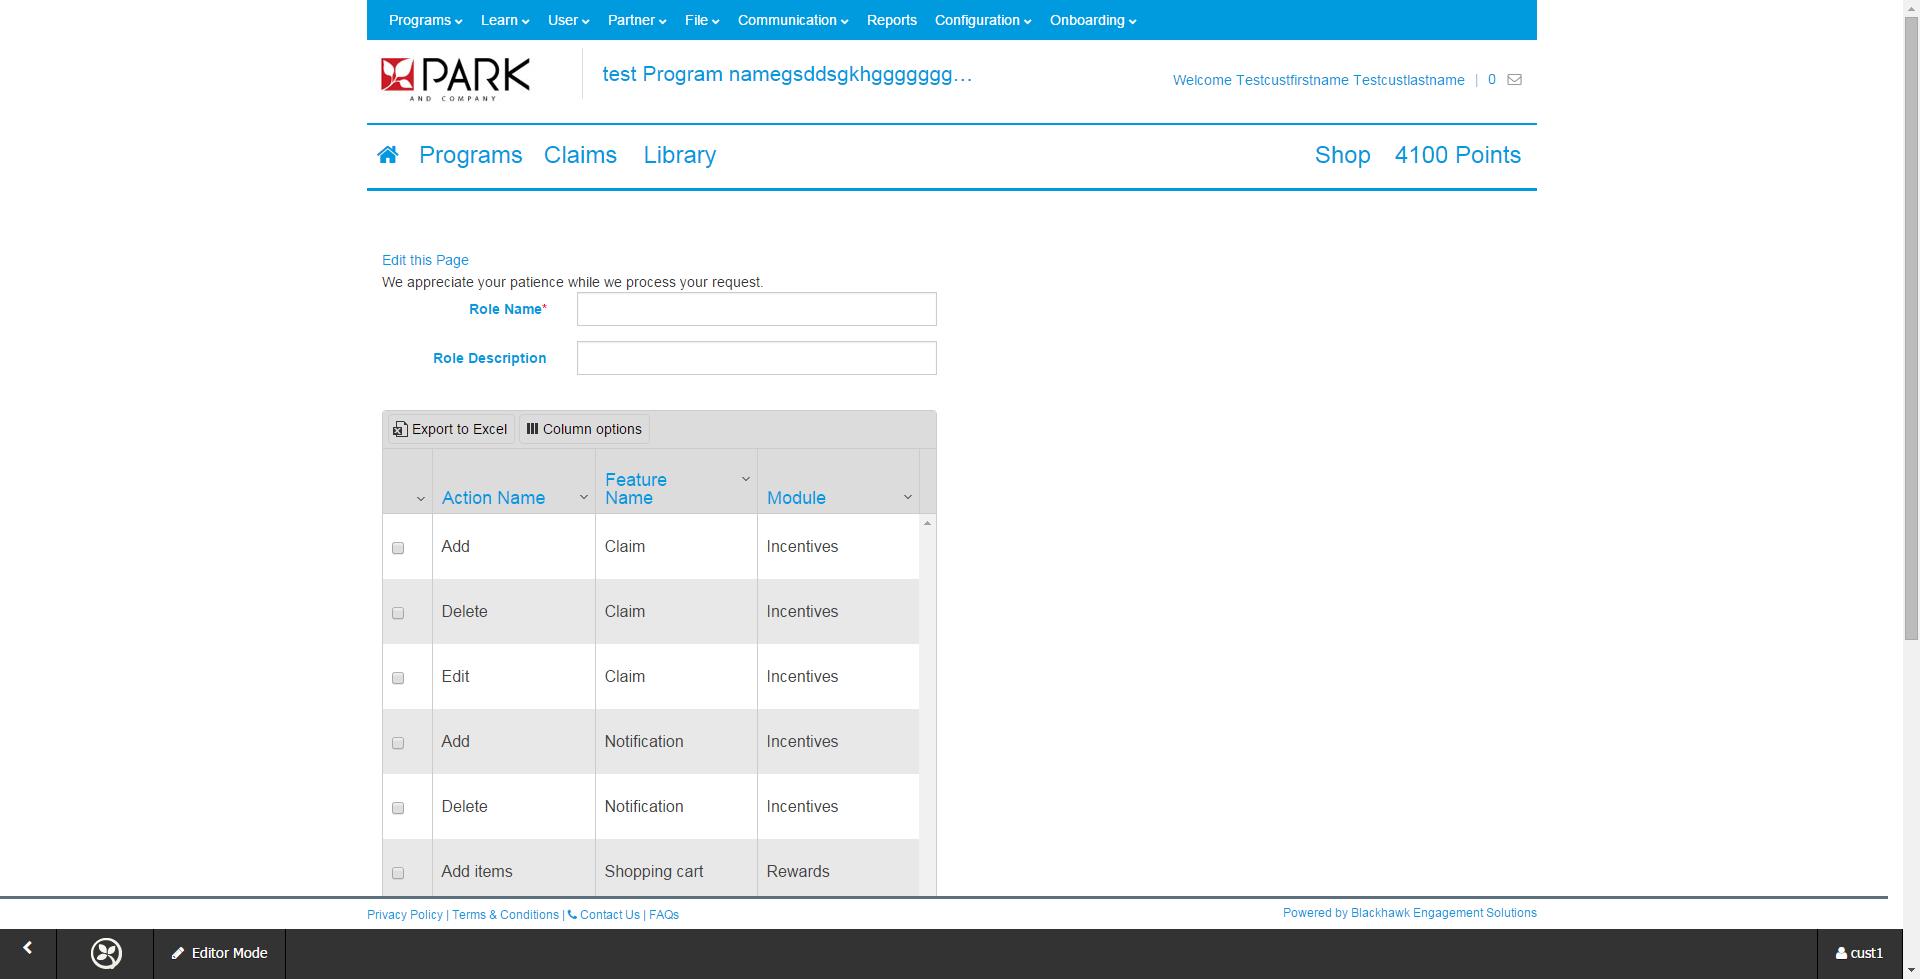 Programs Learn User Partner File Communication Reports Configuration Onboarding
PARK
AND COMPANY
test Program namegsddsgkhggggggg...
Welcome Testcustfirstname Testcustlastname | 0
Programs Claims Library Shop 4100 Points
Edit this Page
We appreciate your patience while we process your request.
Role Name*
Role Description
Export to Excel Column options
Action Name Feature Name Module
Add Claim Incentives
Delete Claim Incentives
Edit Claim Incentives
Add Notification Incentives
Delete Notification Incentives
Add items Shopping cart Rewards
Privacy Policy | Terms & Conditions | Contact Us | FAQs
Powered by Blackhawk Engagement Solutions
Editor Mode cust1